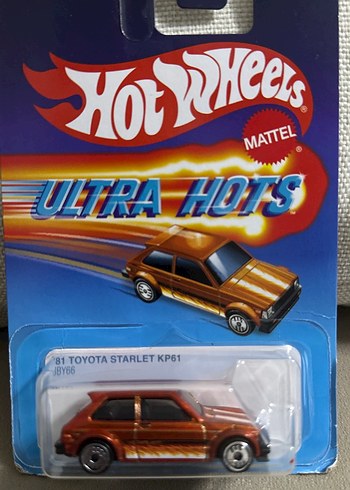 Hot Wheels
®
MATTEL
®
ULTRA HOTS
'81 TOYOTA STARLET KP61
JBY66